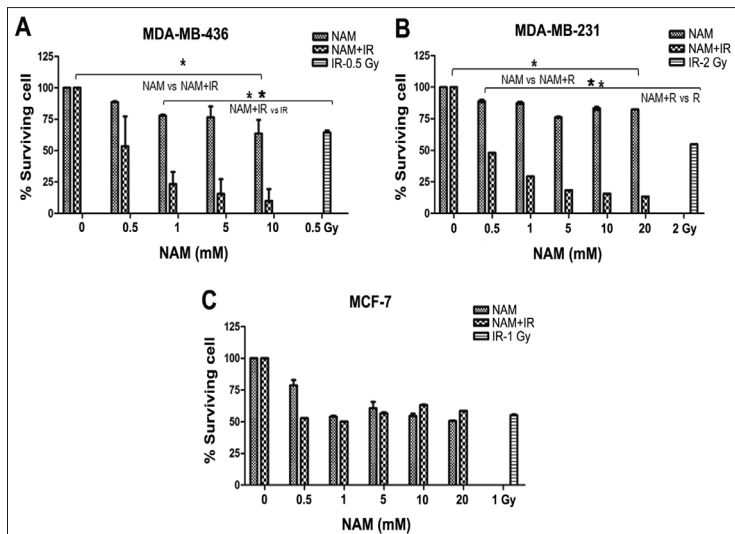 A
MDA-MB-436
NAM
NAM+IR
IR-0.5 Gy
*
NAM vs NAM+IR
* *
NAM+IR vs IR
% Surviving cell
125
100
75
50
25
0
0 0.5 1 5 10 0.5 Gy
NAM (mM)
B
MDA-MB-231
NAM
NAM+IR
IR-2 Gy
*
NAM vs NAM+R
* *
NAM+R vs R
% Surviving cell
125
100
75
50
25
0
0 0.5 1 5 10 20 2 Gy
NAM (mM)
C
MCF-7
NAM
NAM+IR
IR-1 Gy
% Surviving cell
125
100
75
50
25
0
0 0.5 1 5 10 20 1 Gy
NAM (mM)